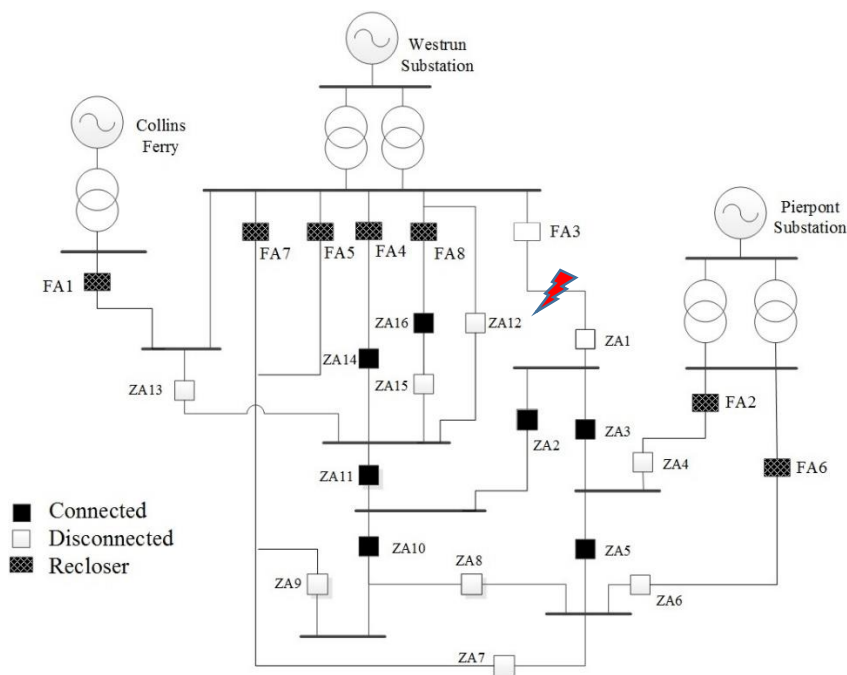 Westrun
Substation
Collins
Ferry
Pierpont
Substation
FA7
FA5
FA4
FA8
FA3
FA1
ZA16
ZA12
ZA1
ZA14
ZA13
ZA15
FA2
ZA2
ZA3
ZA4
FA6
ZA11
Connected
Disconnected
Recloser
ZA10
ZA8
ZA5
ZA9
ZA6
ZA7